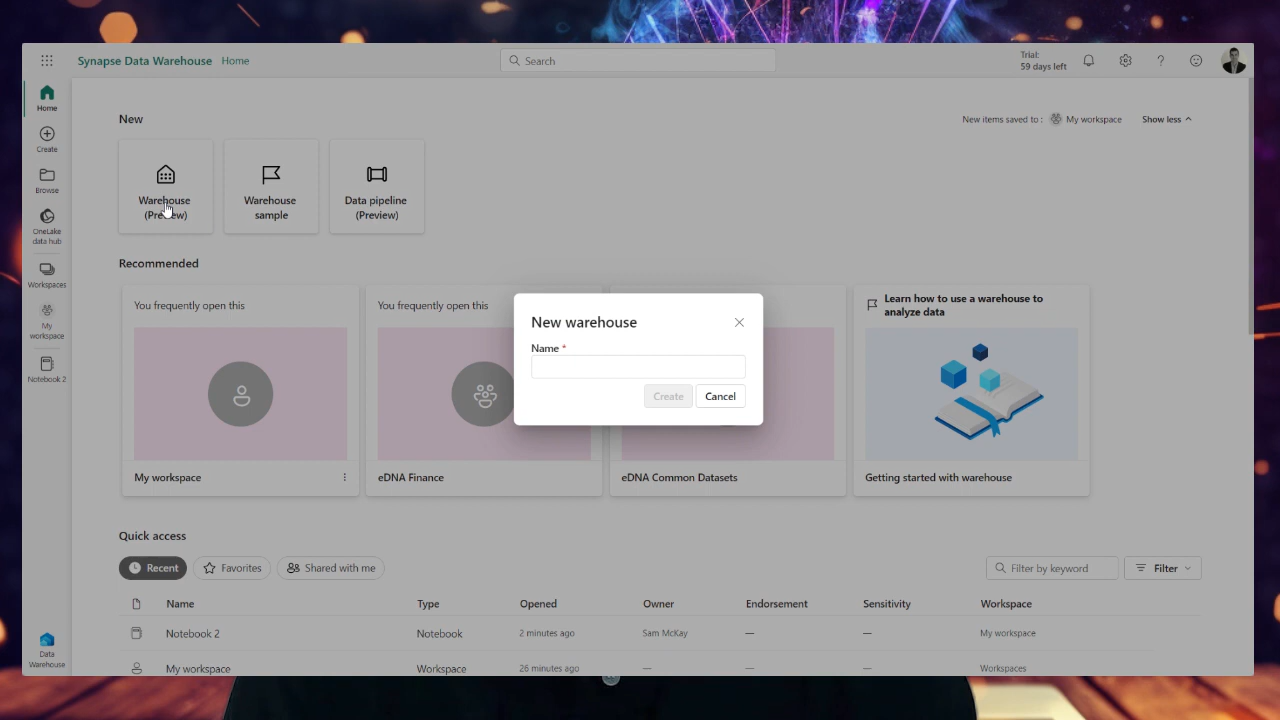 Synapse Data Warehouse Home
Search
Trial:
59 days left
Home
Create
Browse
OneLake
data hub
Workspaces
My
workspace
Notebook 2
Data
Warehouse
New
New items saved to :
My workspace
Show less
Warehouse
(Preview)
Warehouse
sample
Data pipeline
(Preview)
Recommended
You frequently open this
My workspace
You frequently open this
eDNA Finance
eDNA Common Datasets
Learn how to use a warehouse to
analyze data
Getting started with warehouse
New warehouse
Name *
Create
Cancel
Quick access
Recent
Favorites
Shared with me
Filter by keyword
Filter
Name Type Opened Owner Endorsement Sensitivity Workspace
Notebook 2 Notebook 2 minutes ago Sam McKay — — My workspace
My workspace Workspace 26 minutes ago — — — Workspaces